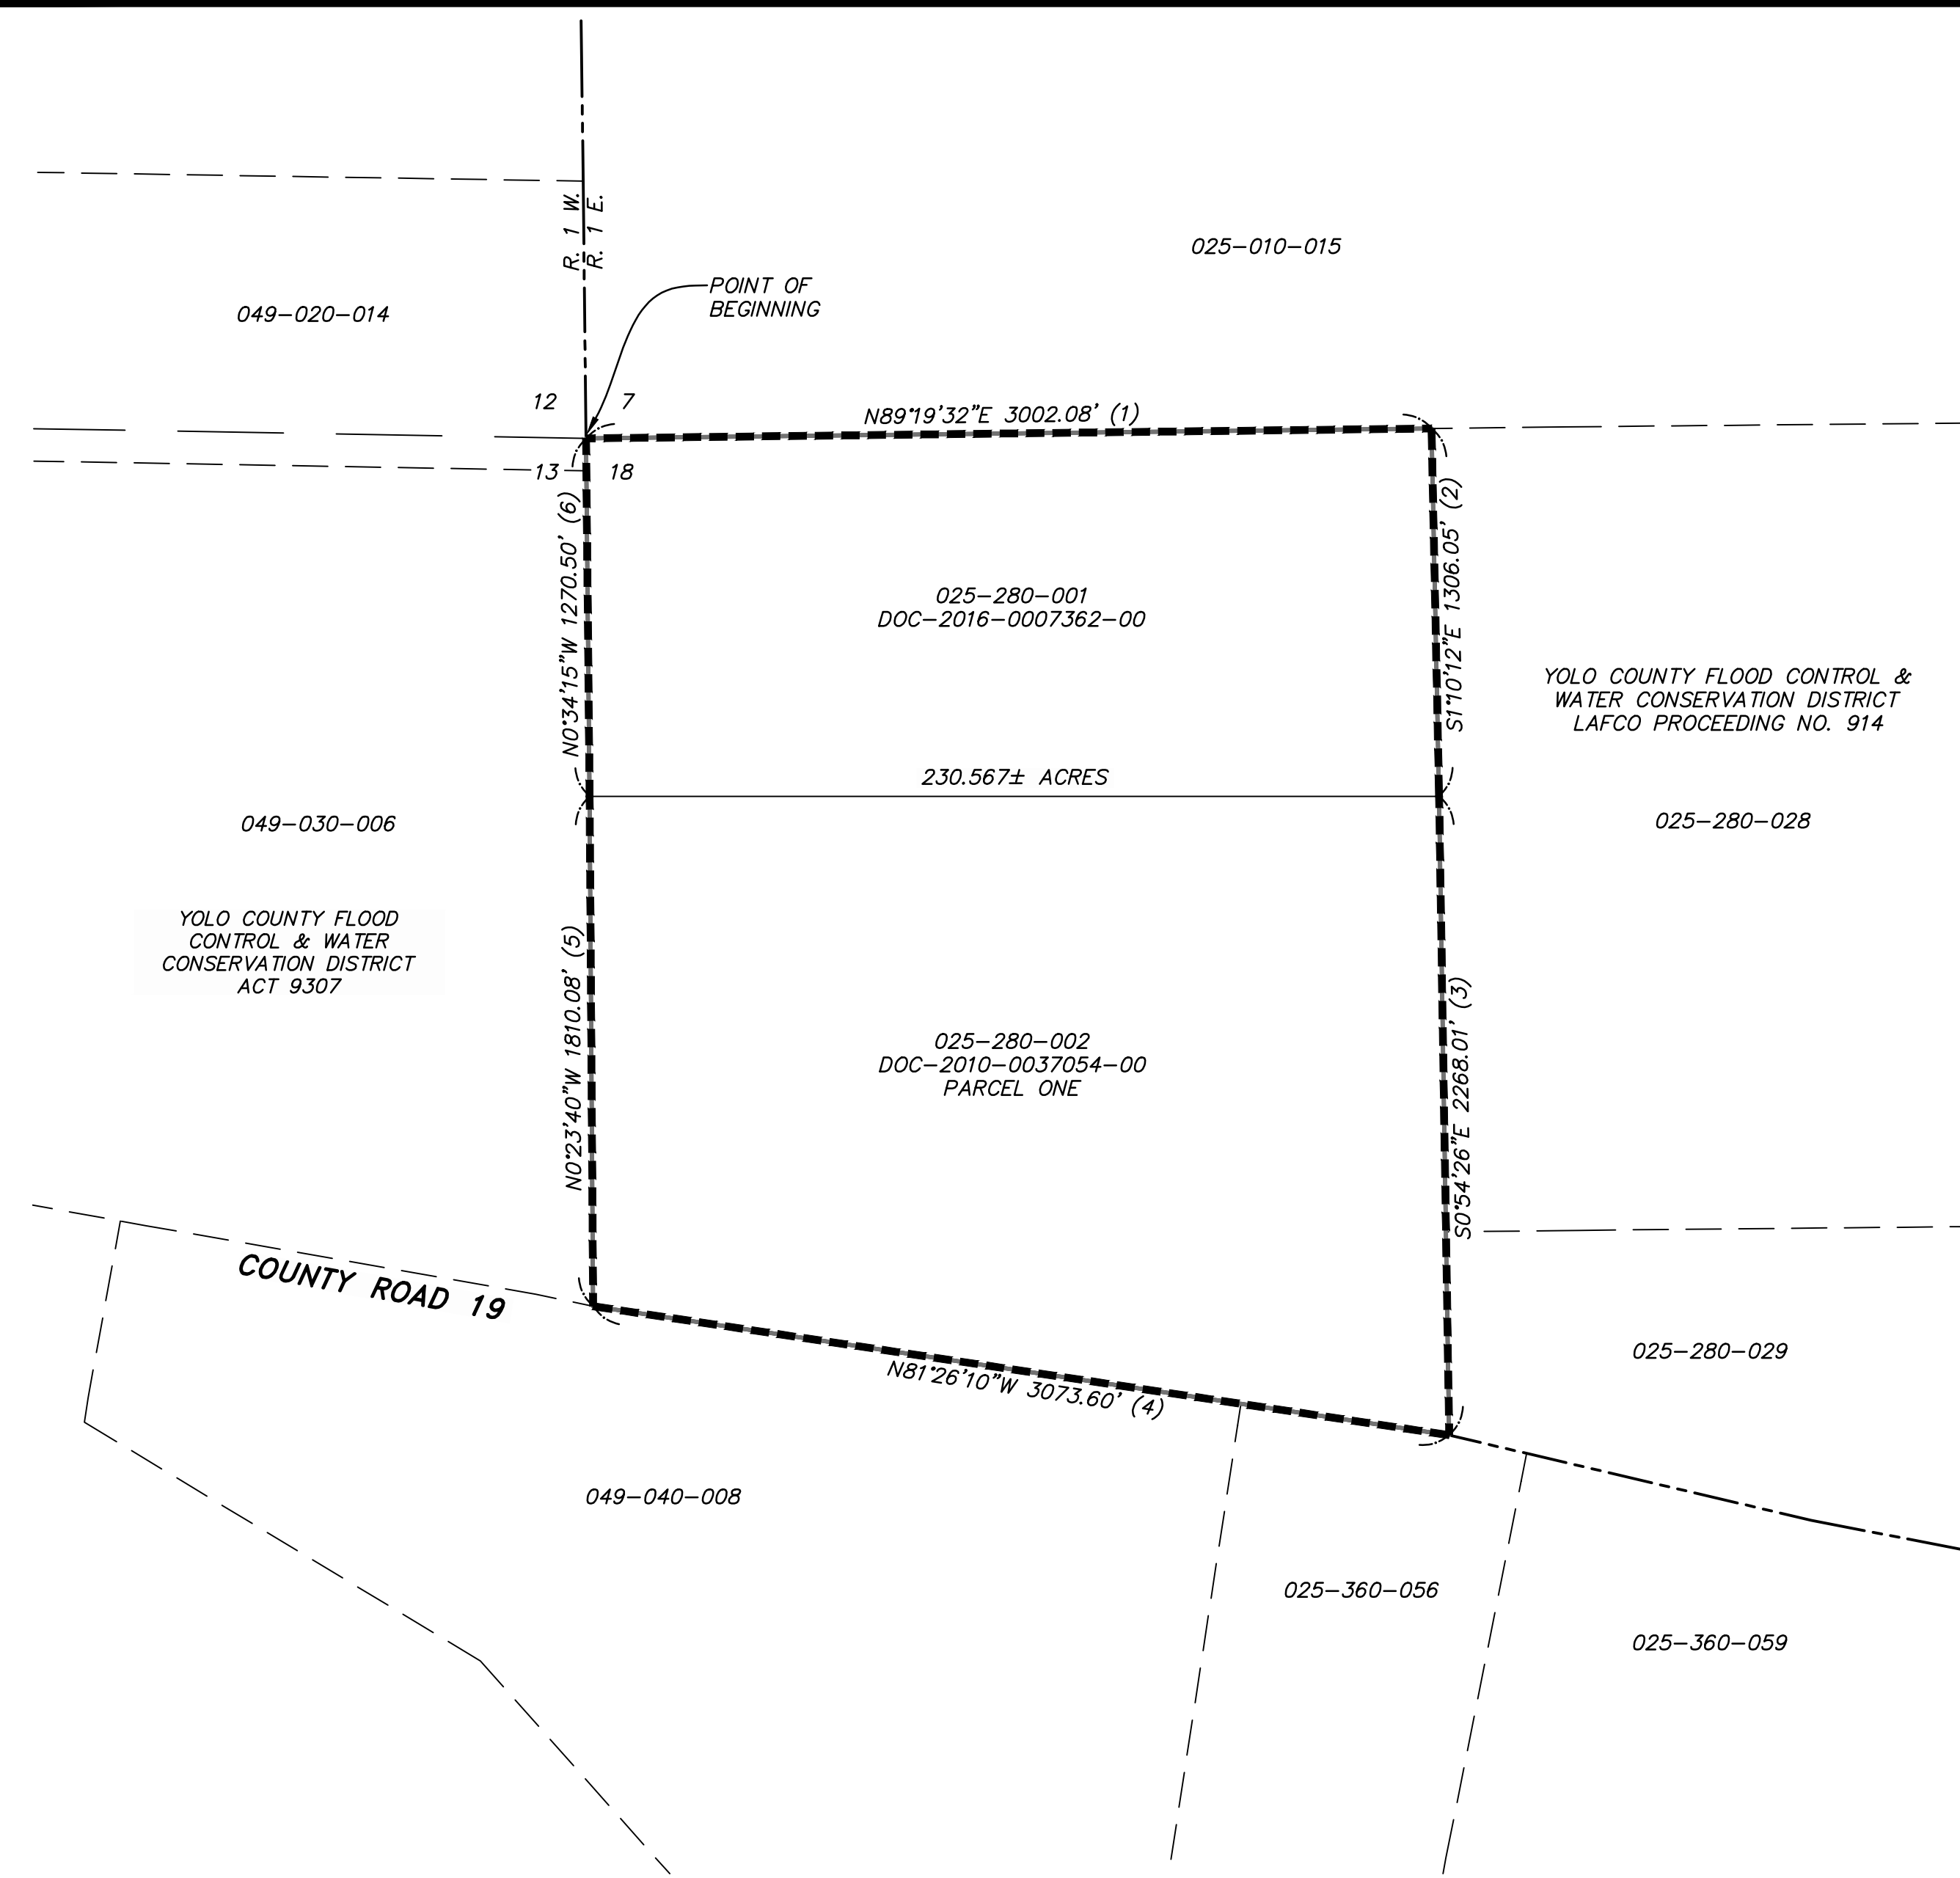 R. 1 W.
R. 1 E.
025-010-015
POINT OF
BEGINNING
049-020-014
12
7
N89°19'32"E 3002.08' (1)
13
18
N0°34'15"W 1270.50' (6)
S1°10'12"E 1306.05' (2)
025-280-001
DOC-2016-0007362-00
YOLO COUNTY FLOOD CONTROL &
WATER CONSERVATION DISTRICT
LAFCO PROCEEDING NO. 914
230.567± ACRES
049-030-006
025-280-028
YOLO COUNTY FLOOD
CONTROL & WATER
CONSERVATION DISTRICT
ACT 9307
N0°23'40"W 1810.08' (5)
S0°54'26"E 2268.01' (3)
025-280-002
DOC-2010-0037054-00
PARCEL ONE
COUNTY ROAD 19
N81°26'10"W 3073.60' (4)
025-280-029
049-040-008
025-360-056
025-360-059